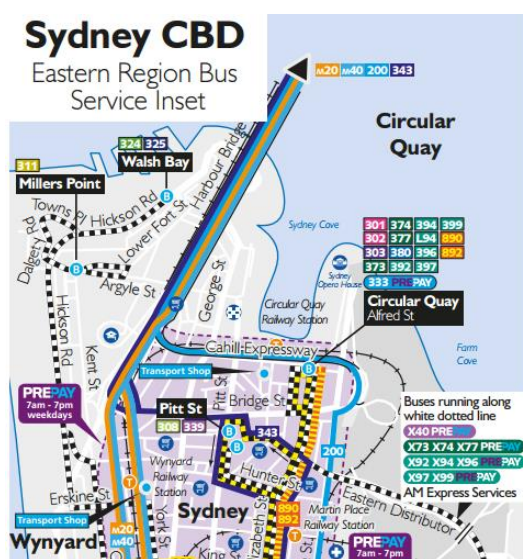 Sydney CBD
Eastern Region Bus
Service Inset
M20 M40 200 343
Circular
Quay
324 325
Walsh Bay
311
Millers Point
Towns Pl
Hickson Rd
Dalgety Rd
Lower Fort St
Argyle St
Harbour Bridge
George St
Sydney Cove
Sydney
Opera House
301 374 394 399
302 377 L94 890
303 380 396 892
373 392 397
333 PREPAY
Circular Quay
Alfred St
Circular Quay
Railway Station
Farm
Cove
Hickson Rd
Kent St
Cahill Expressway
Transport Shop
Pitt St
Bridge St
PREPAY
7am - 7pm
weekdays
Pitt St
308 339
343
Hunter St
200
Buses running along
white dotted line
X40 PREPAY
X73 X74 X77 PREPAY
X92 X94 X96 PREPAY
X97 X99 PREPAY
AM Express Services
Eastern Distributor
Wynyard
Railway
Station
Erskine St
Transport Shop
Wynyard
M20
M40
York St
Sydney
890
892
Elizabeth St
Martin Place
Railway Station
King
PREPAY
7am - 7pm